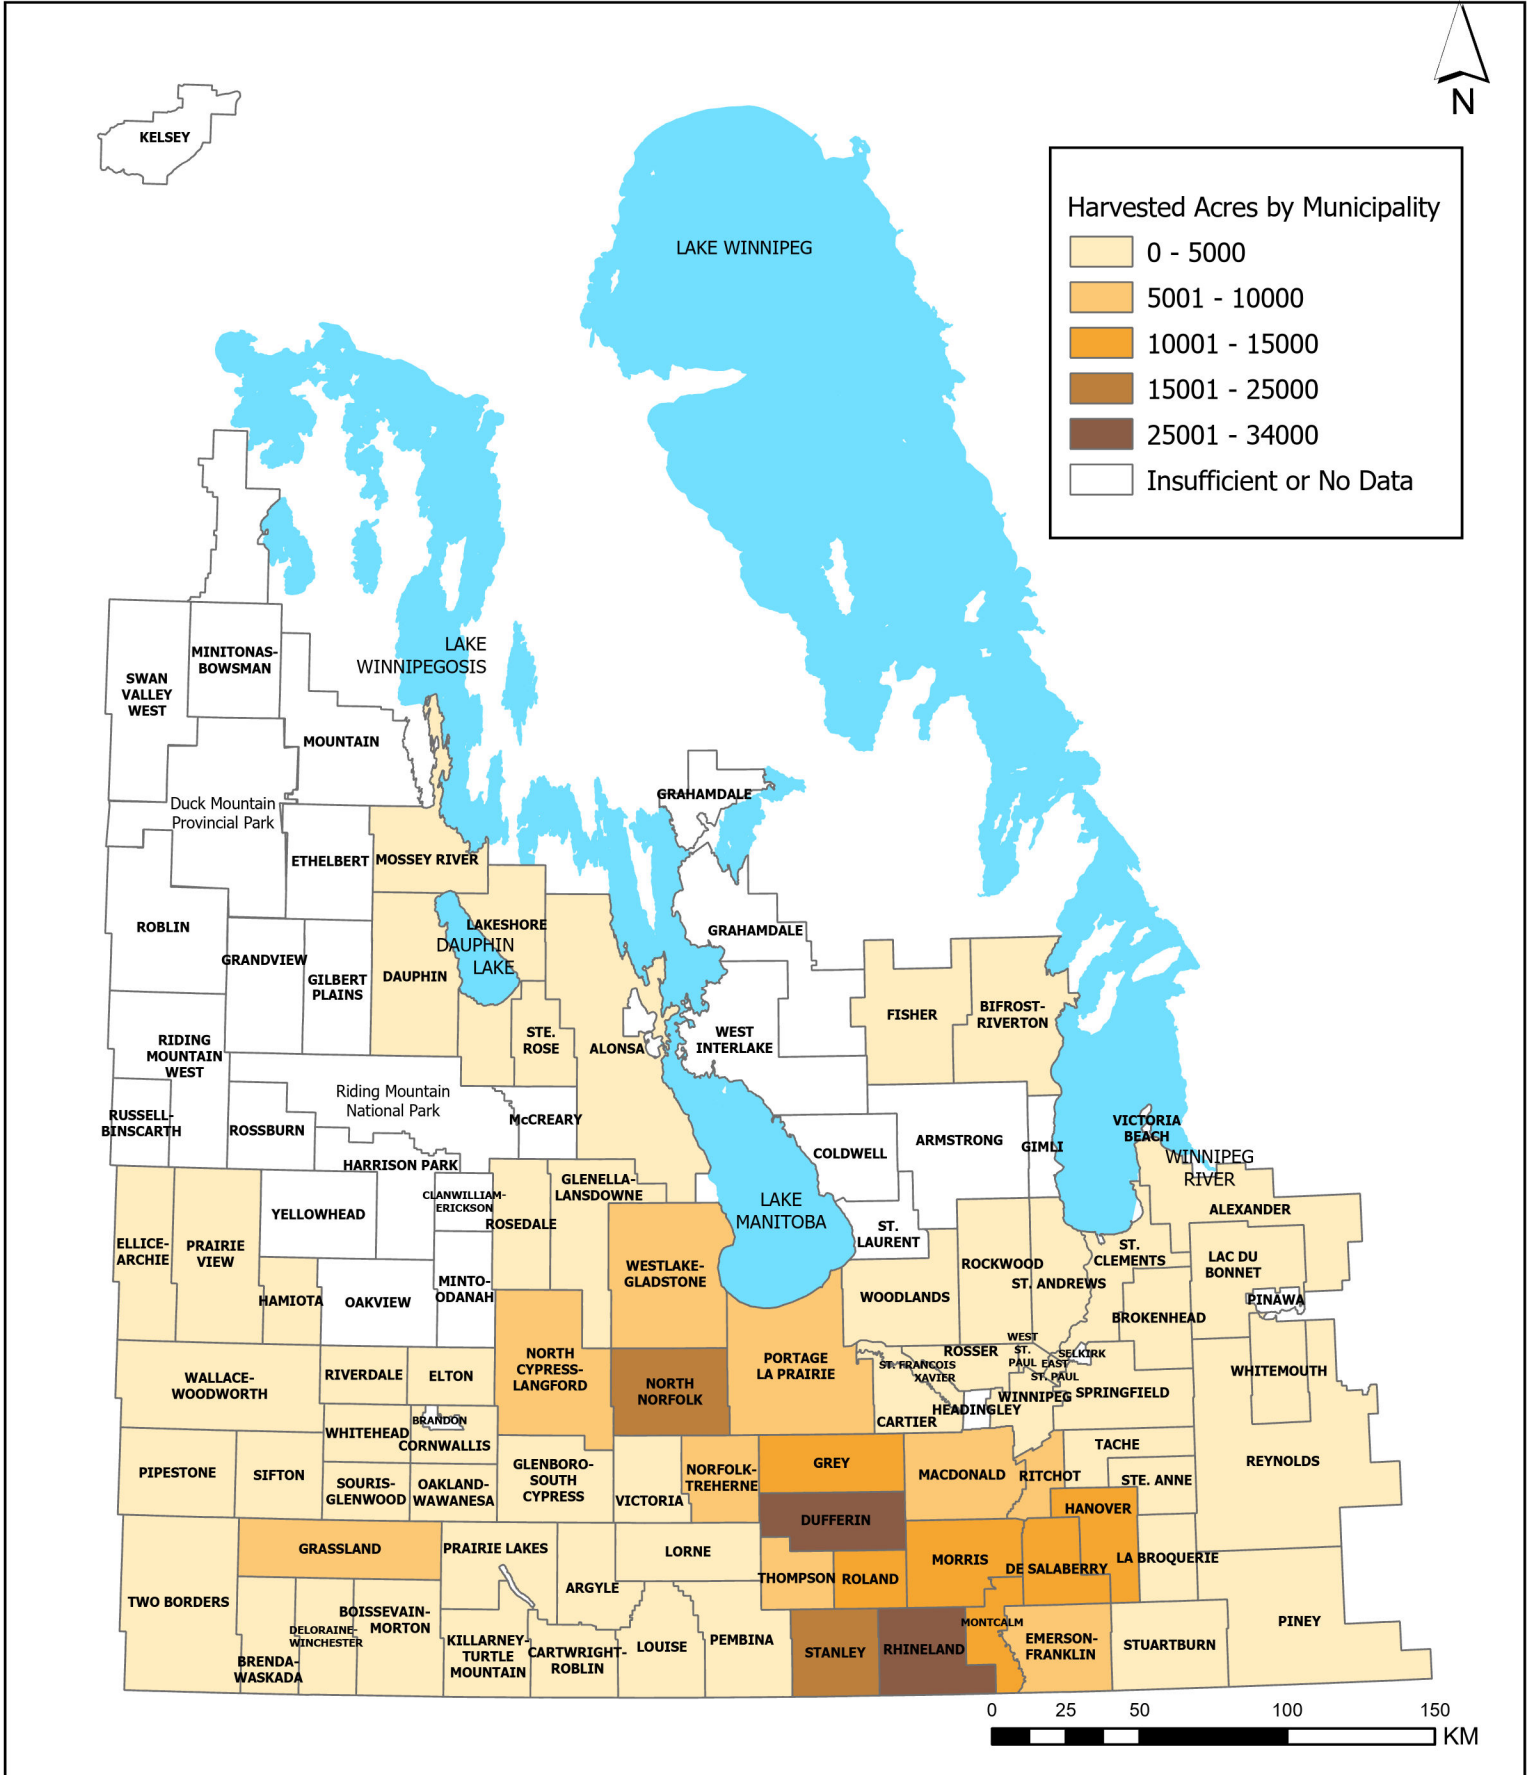 N
KELSEY
Harvested Acres by Municipality
0 - 5000
5001 - 10000
10001 - 15000
15001 - 25000
25001 - 34000
Insufficient or No Data
LAKE WINNIPEG
LAKE
WINNIPEGOSIS
MINITONAS-
BOWSMAN
SWAN
VALLEY
WEST
MOUNTAIN
Duck Mountain
Provincial Park
GRAHAMDALE
ETHELBERT
MOSSEY RIVER
ROBLIN
LAKESHORE
GRAHAMDALE
DAUPHIN
LAKE
GRANDVIEW
GILBERT
PLAINS
DAUPHIN
FISHER
BIFROST-
RIVERTON
RIDING
MOUNTAIN
WEST
STE.
ROSE
ALONSA
WEST
INTERLAKE
Riding Mountain
National Park
RUSSELL-
BINSCARTH
ROSSBURN
McCREARY
VICTORIA
BEACH
ARMSTRONG
GIMLI
COLDWELL
HARRISON PARK
WINNIPEG
RIVER
GLENELLA-
LANSDOWNE
CLANWILLIAM-
ERICKSON
YELLOWHEAD
ROSEDALE
LAKE
MANITOBA
ALEXANDER
ST.
LAURENT
ELLICE-
ARCHIE
PRAIRIE
VIEW
ST.
CLEMENTS
LAC DU
BONNET
WESTLAKE-
GLADSTONE
ROCKWOOD
ST. ANDREWS
MINTO-
ODANAH
HAMIOTA
OAKVIEW
WOODLANDS
PINAWA
BROKENHEAD
NORTH
CYPRESS-
LANGFORD
PORTAGE
LA PRAIRIE
ROSSER
WEST
ST.
PAUL
EAST
ST. PAUL
SELKIRK
ST. FRANCOIS
XAVIER
WHITEMOUTH
WALLACE-
WOODWORTH
RIVERDALE
ELTON
NORTH
NORFOLK
WINNIPEG
SPRINGFIELD
HEADINGLEY
CARTIER
BRANDON
WHITEHEAD
CORNWALLIS
TACHE
PIPESTONE
SIFTON
SOURIS-
GLENWOOD
OAKLAND-
WAWANESA
GLENBORO-
SOUTH
CYPRESS
VICTORIA
NORFOLK-
TREHERNE
GREY
MACDONALD
RITCHOT
STE. ANNE
REYNOLDS
HANOVER
DUFFERIN
GRASSLAND
PRAIRIE LAKES
LORNE
MORRIS
DE SALABERRY
LA BROQUERIE
THOMPSON
ROLAND
ARGYLE
TWO BORDERS
BOISSEVAIN-
MORTON
DELORAINE-
WINCHESTER
BRENDA-
WASKADA
KILLARNEY-
TURTLE
MOUNTAIN
CARTWRIGHT-
ROBLIN
LOUISE
PEMBINA
STANLEY
RHINELAND
MONTCALM
EMERSON-
FRANKLIN
STUARTBURN
PINEY
0 25 50 100 150
KM